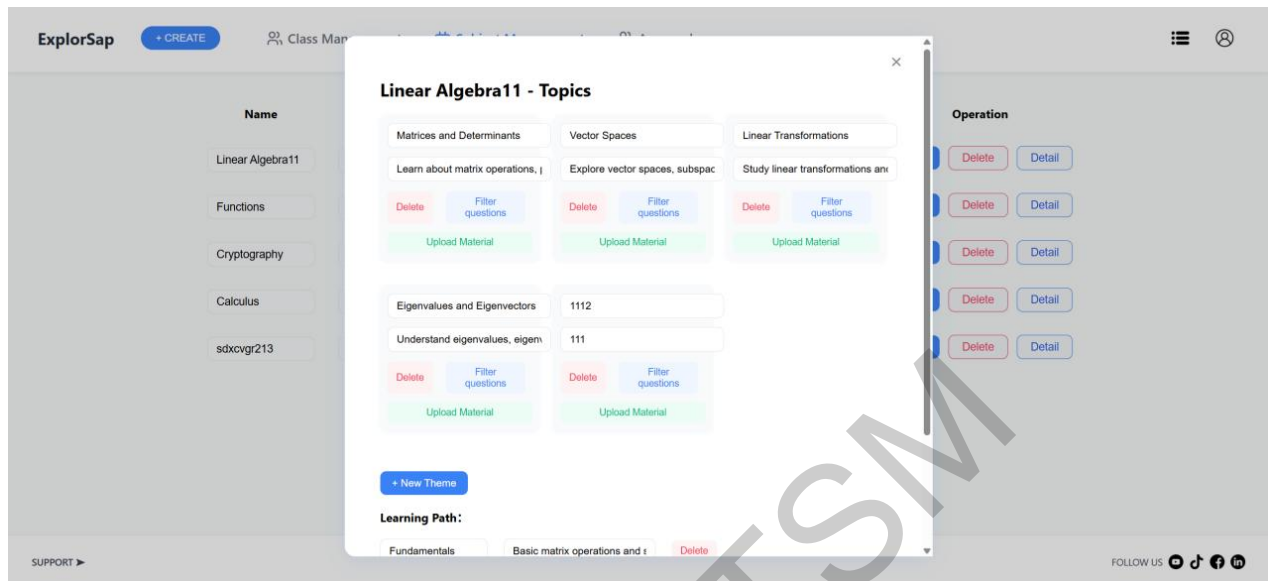 ExplorSap
+ CREATE
Class Man
×
Linear Algebra11 - Topics
Name
Operation
Matrices and Determinants
Vector Spaces
Linear Transformations
Linear Algebra11
Learn about matrix operations,
Explore vector spaces, subspac
Study linear transformations and
Delete
Detail
Functions
Delete
Filter
questions
Delete
Filter
questions
Delete
Filter
questions
Delete
Detail
Upload Material
Upload Material
Upload Material
Cryptography
Delete
Detail
Calculus
Eigenvalues and Eigenvectors
1112
Delete
Detail
sdxcvgr213
Understand eigenvalues, eigenv
111
Delete
Detail
Delete
Filter
questions
Delete
Filter
questions
Upload Material
Upload Material
+ New Theme
Learning Path:
Fundamentals
Basic matrix operations and s
Delete
SUPPORT
FOLLOW US
TSM